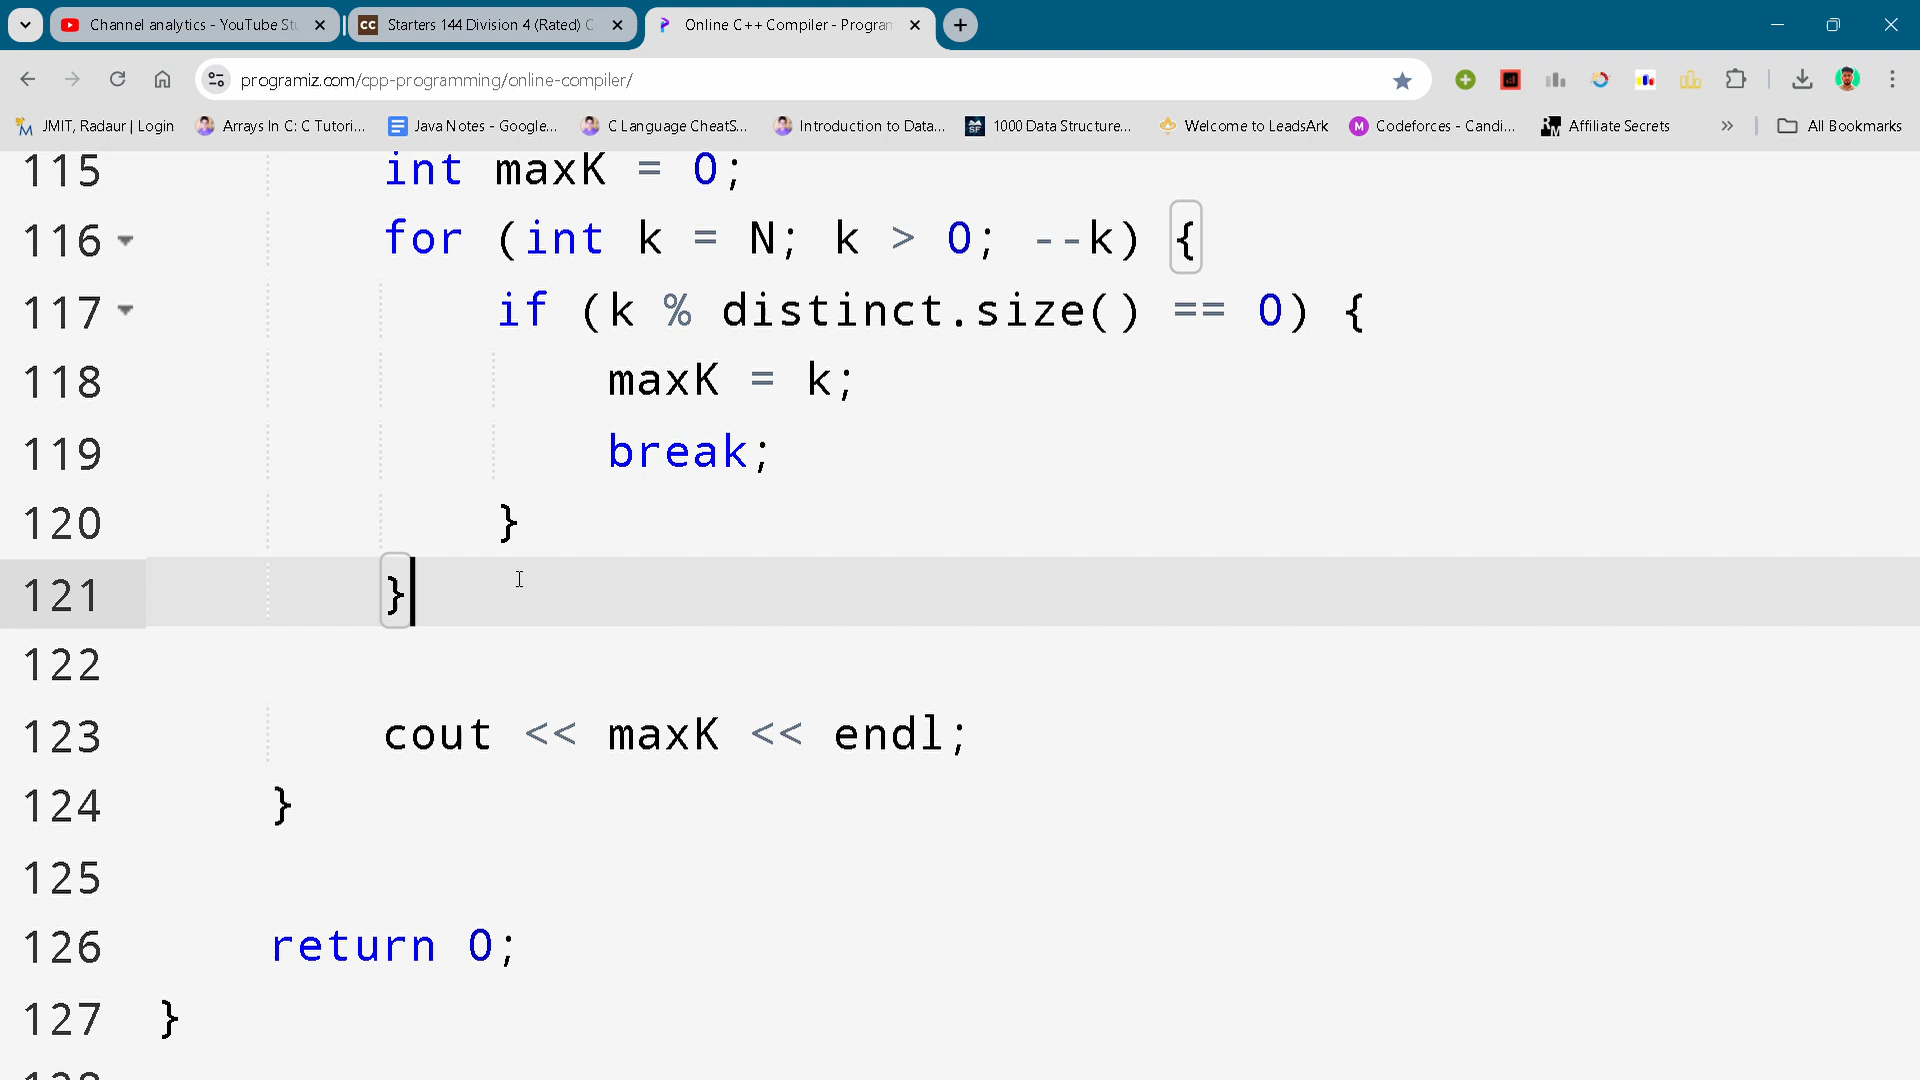 Channel analytics - YouTube Stu
Starters 144 Division 4 (Rated) C
Online C++ Compiler - Program
programiz.com/cpp-programming/online-compiler/
JMIT, Radaur | Login
Arrays In C: C Tutori...
Java Notes - Google...
C Language CheatS...
Introduction to Data...
1000 Data Structure...
Welcome to LeadsArk
Codeforces - Candi...
Affiliate Secrets
All Bookmarks
115 int maxK = 0;
116 for (int k = N; k > 0; --k) {
117 if (k % distinct.size() == 0) {
118 maxK = k;
119 break;
120 }
121 }
122
123 cout << maxK << endl;
124 }
125
126 return 0;
127 }